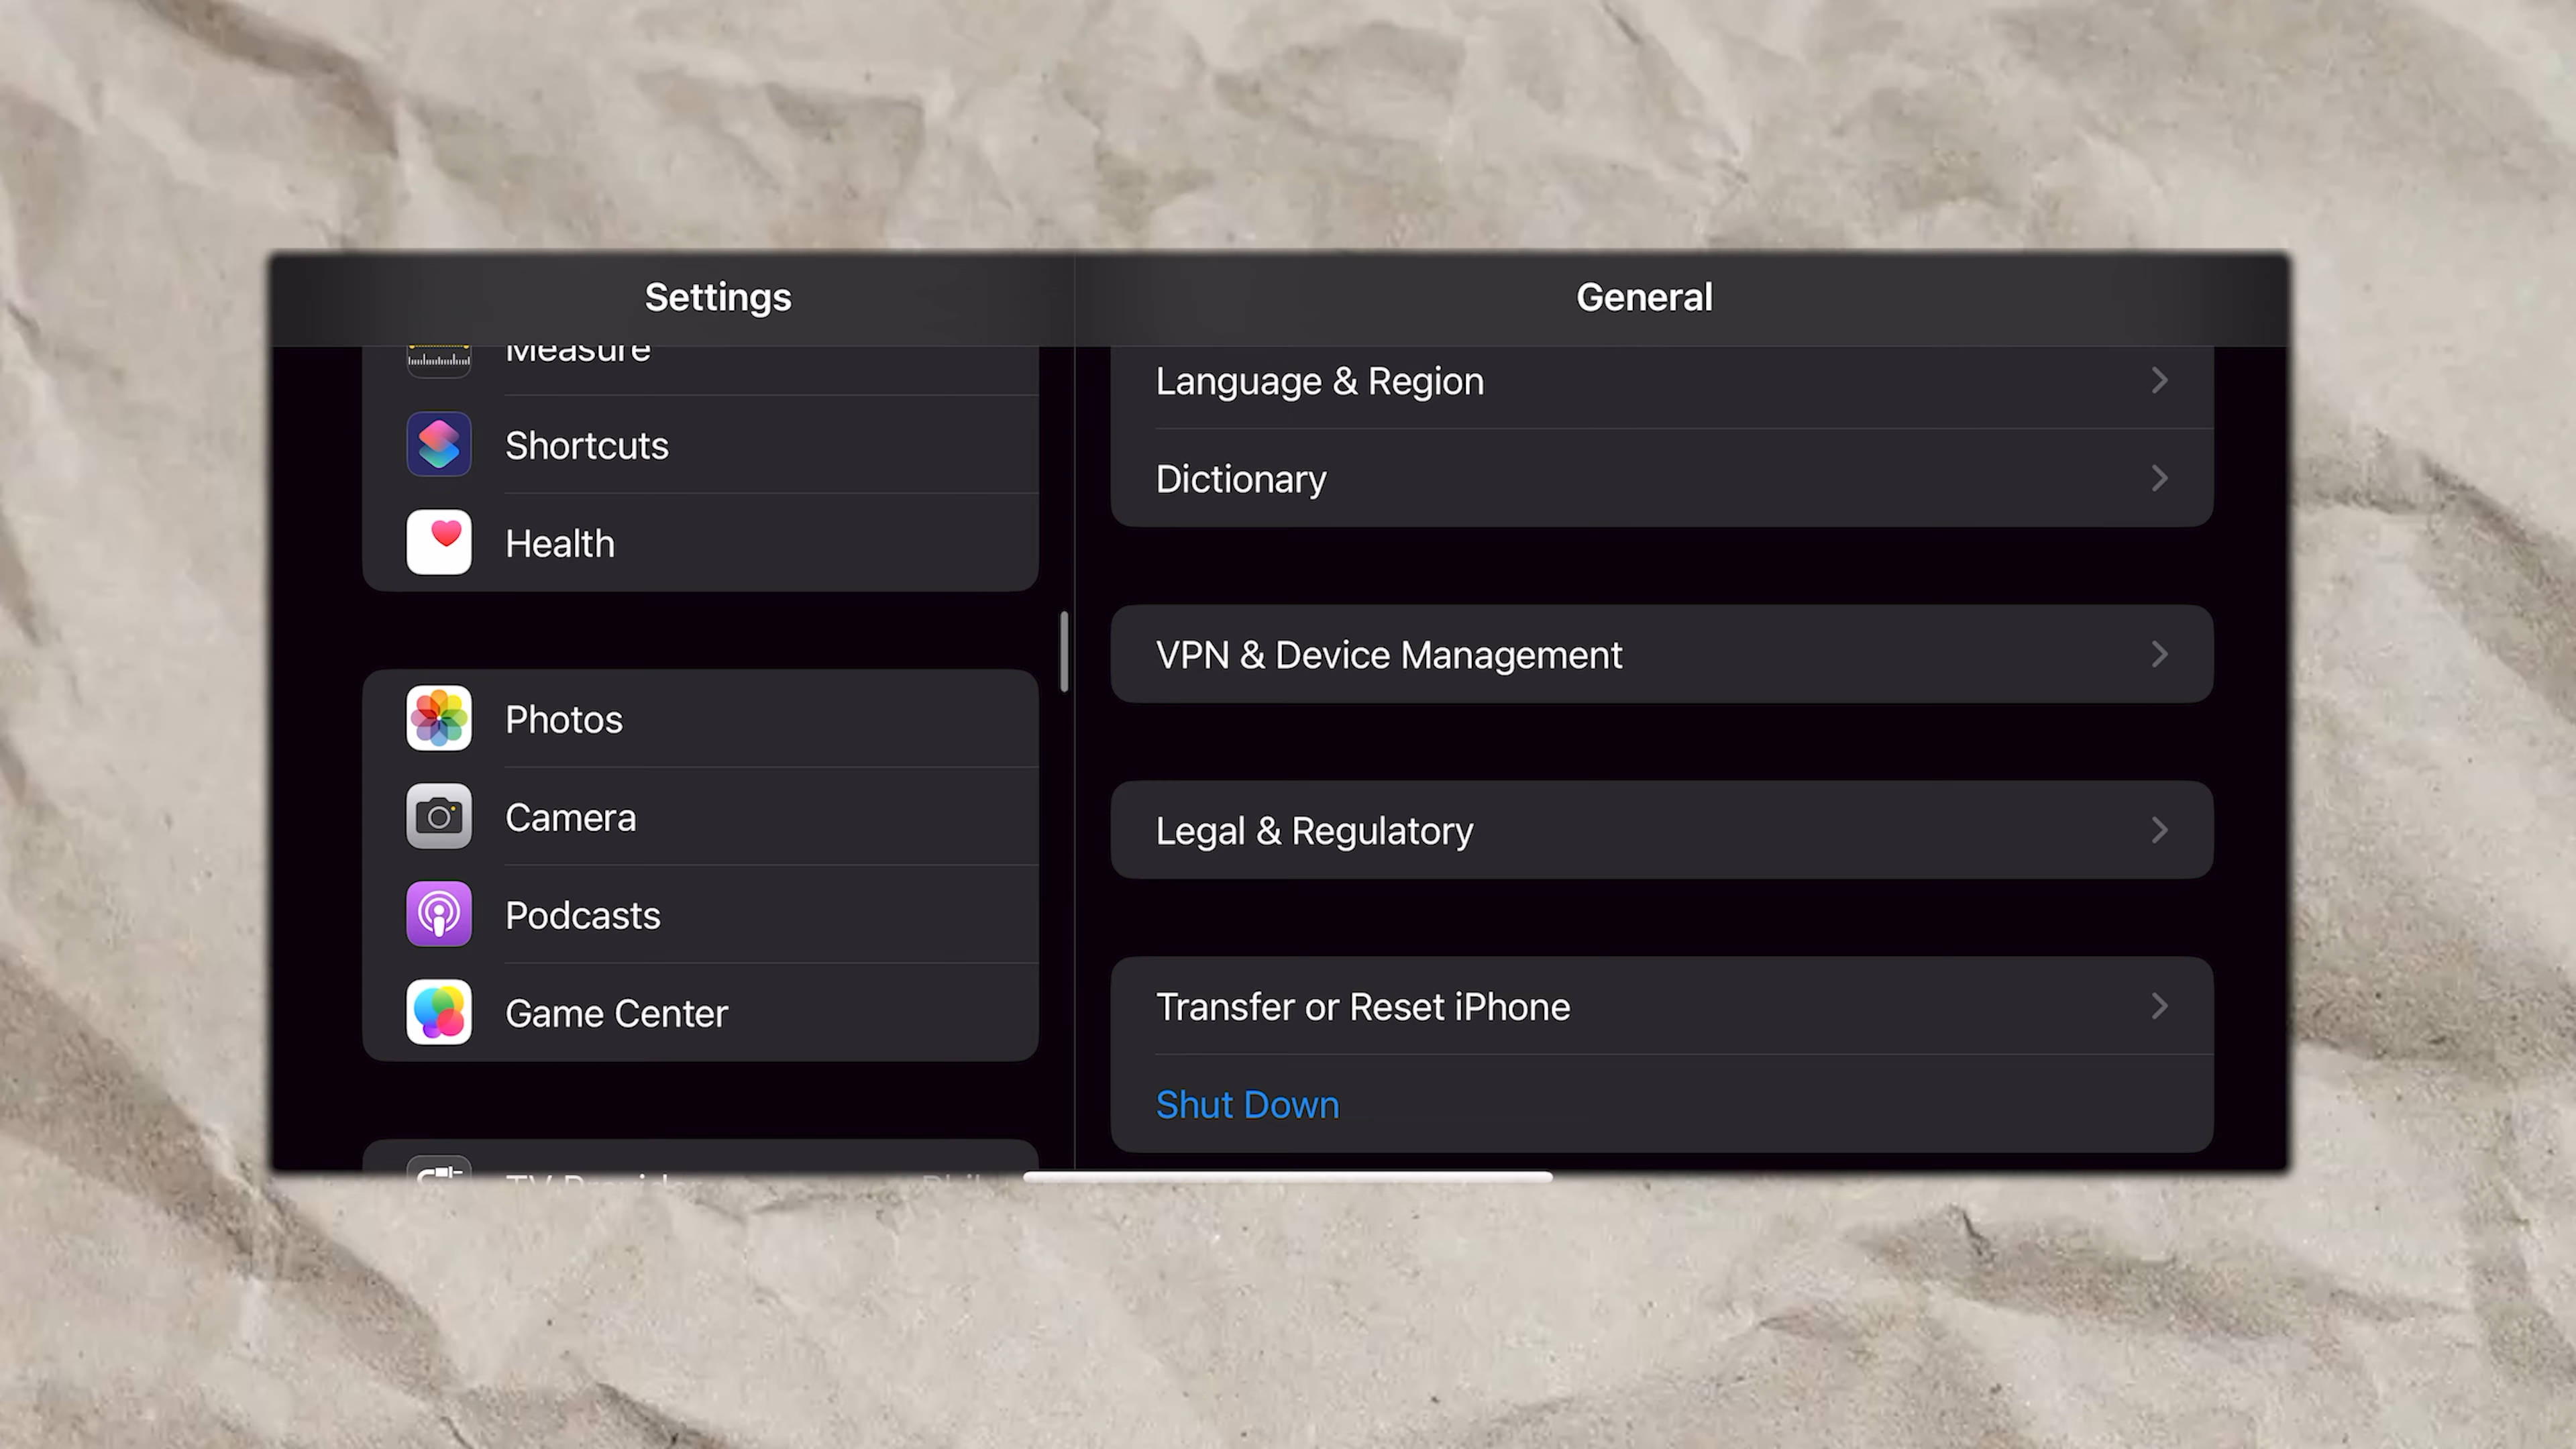 Settings
Measure
Shortcuts
Health
Photos
Camera
Podcasts
Game Center
General
Language & Region
Dictionary
VPN & Device Management
Legal & Regulatory
Transfer or Reset iPhone
Shut Down